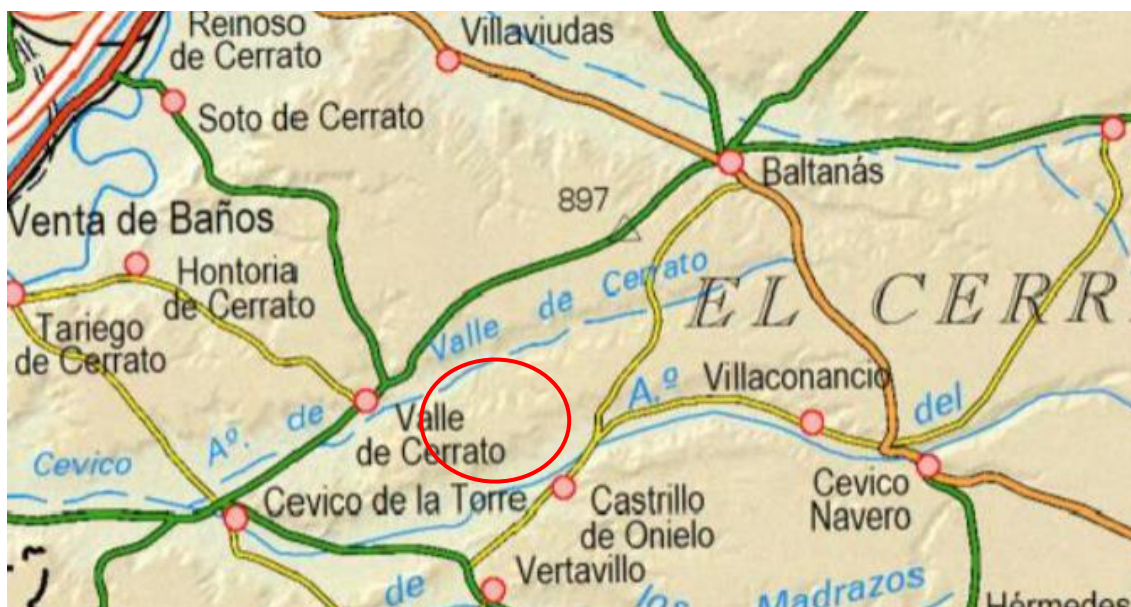 Reinoso
de Cerrato
Villaviudas
Soto de Cerrato
Baltanás
897
Venta de Baños
Hontoria
de Cerrato
Valle de Cerrato
EL CERR
Tariego
de Cerrato
A.º
Villaconancio
del
Valle
de Cerrato
Aº. de
Cevico
Cevico de la Torre
Castrillo
de Onielo
Cevico
Navero
Vertavillo
de
los Madrazos
Hórmedes